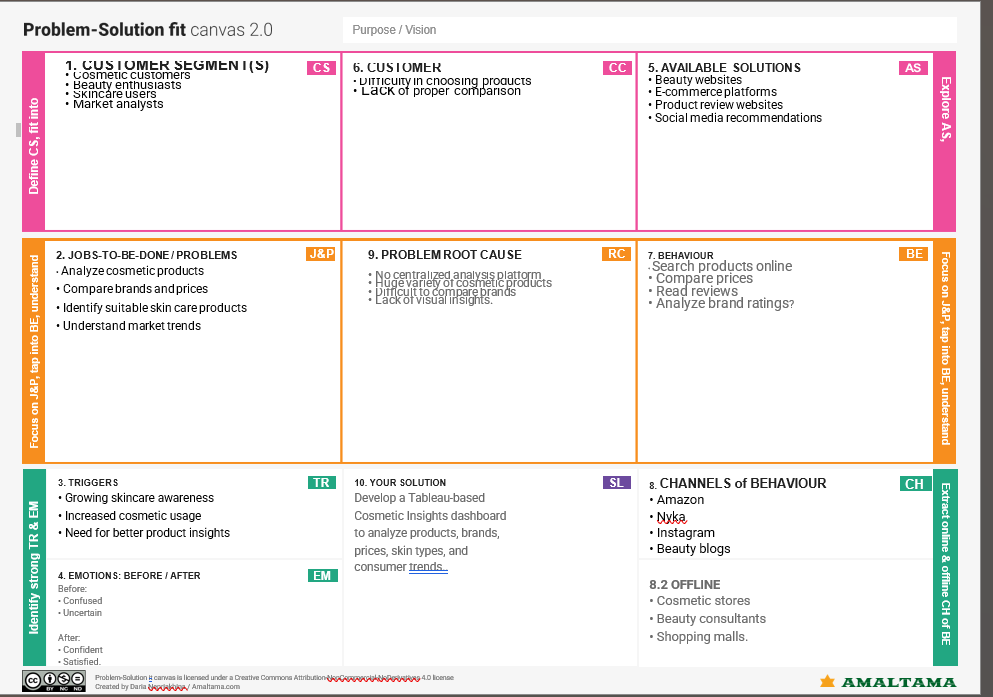 Problem-Solution fit canvas 2.0
Purpose / Vision
Define CS, fit into
1. CUSTOMER SEGMENT(S)
CS
• Cosmetic customers
• Beauty enthusiasts
• Skincare users
• Market analysts
6. CUSTOMER
CC
• Difficulty in choosing products
• Lack of proper comparison
5. AVAILABLE SOLUTIONS
AS
• Beauty websites
• E-commerce platforms
• Product review websites
• Social media recommendations
Explore AS,
Focus on J&P, tap into BE, understand
2. JOBS-TO-BE-DONE / PROBLEMS
J&P
• Analyze cosmetic products
• Compare brands and prices
• Identify suitable skin care products
• Understand market trends
9. PROBLEM ROOT CAUSE
RC
• No centralized analysis platform
• Huge variety of cosmetic products
• Difficult to compare brands
• Lack of visual insights.
7. BEHAVIOUR
BE
• Search products online
• Compare prices
• Read reviews
• Analyze brand ratings?
Focus on J&P, tap into BE, understand
Identify strong TR & EM
3. TRIGGERS
TR
• Growing skincare awareness
• Increased cosmetic usage
• Need for better product insights
4. EMOTIONS: BEFORE / AFTER
EM
Before:
• Confused
• Uncertain
After:
• Confident
• Satisfied.
10. YOUR SOLUTION
SL
Develop a Tableau-based
Cosmetic Insights dashboard
to analyze products, brands,
prices, skin types, and
consumer trends.
8. CHANNELS of BEHAVIOUR
CH
• Amazon
• Nyka
• Instagram
• Beauty blogs
8.2 OFFLINE
• Cosmetic stores
• Beauty consultants
• Shopping malls.
Extract online & offline CH of BE
cc
BY NC ND
Problem-Solution fit canvas is licensed under a Creative Commons Attribution-NonCommercial-NoDerivatives 4.0 license
Created by Daria Nepriakhina / Amaltama.com
AMALTAMA